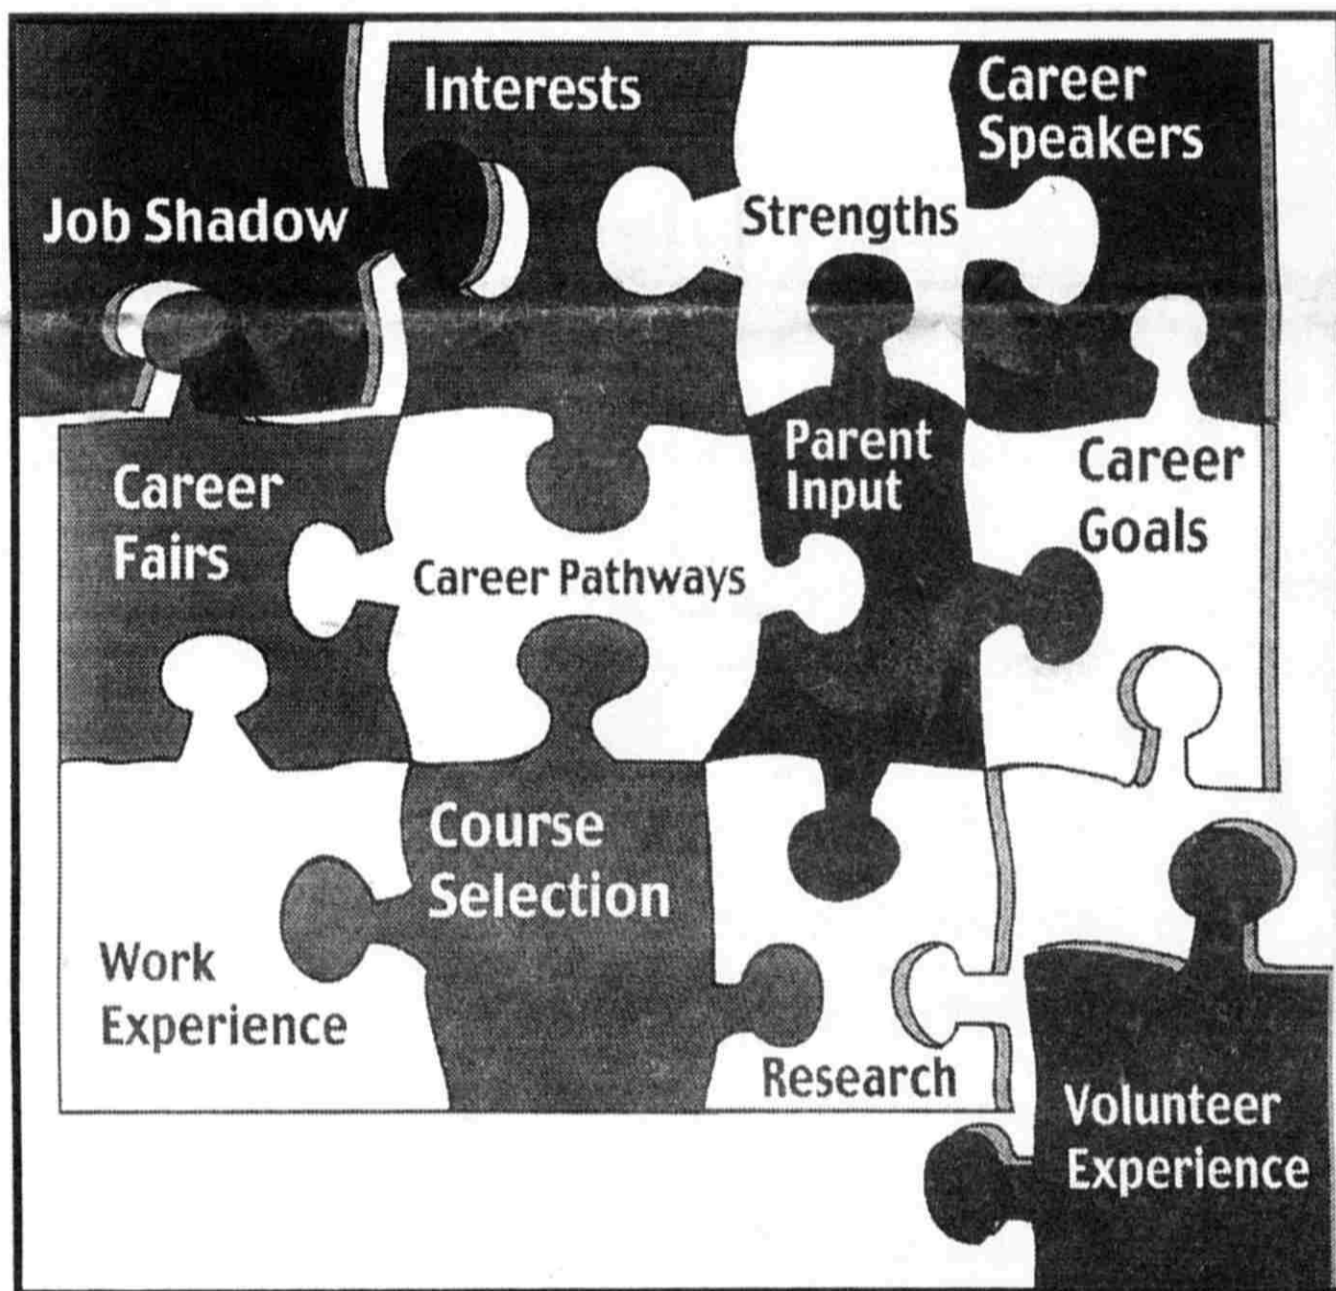 Interests
Career
Speakers
Job Shadow
Strengths
Career
Fairs
Career Pathways
Parent
Input
Career
Goals
Work
Experience
Course
Selection
Research
Volunteer
Experience